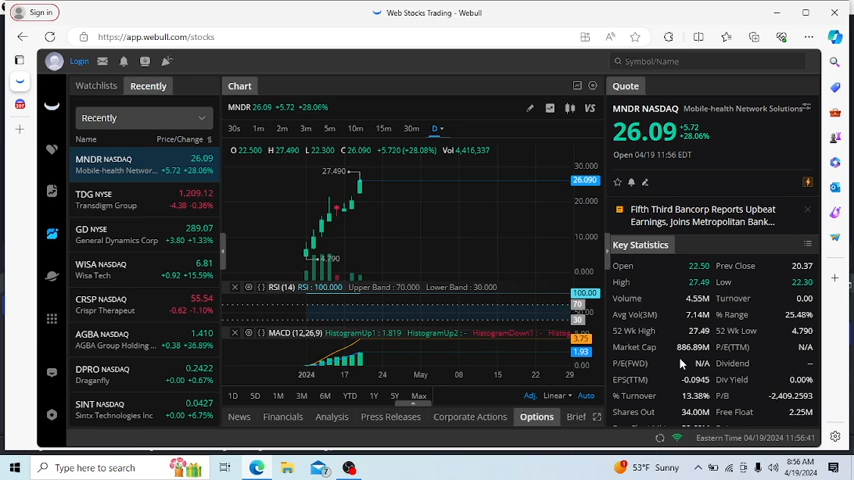 Sign in
Web Stocks Trading - Webull
https://app.webull.com/stocks
Login
Symbol/Name
Watchlists Recently
Chart
Quote
Recently
Name Price/Change
MNDR NASDAQ 26.09
Mobile-health Networ... +5.72 +28.06%
TDG NYSE 1,209.12
Transdigm Group -4.38 -0.36%
GD NYSE 289.07
General Dynamics Corp +3.80 +1.33%
WISA NASDAQ 6.81
Wisa Tech +0.92 +15.59%
CRSP NASDAQ 55.54
Crispr Therapeut -0.62 -1.10%
AGBA NASDAQ 1.410
AGBA Group Holding ... +0.38 +36.89%
DPRO NASDAQ 0.2422
Draganfly +0.00 +0.67%
SINT NASDAQ 0.0427
Sintx Technologies Inc +0.00 +6.75%
MNDR 26.09 +5.72 +28.06%
30s 1m 2m 3m 5m 10m 15m 30m D
VS
O 22.500 H 27.490 L 22.300 C 26.090 +5.720 (+28.08%) Vol 4,416,337
27.490
4.790
30.000
26.090
20.000
10.000
0.000
RSI (14) RSI : 100.000 Upper Band : 70.000 Lower Band : 30.000
100.00
70
30
MACD (12,26,9) HistogramUp1 : 1.819 HistogramUp2 : - HistogramDown1 : - Histog
3.75
1.93
0.00
2024 17 24 May 08 15 22 29
1D 5D 1M 3M 6M YTD 1Y 5Y Max
Adj. Linear Auto
News Financials Analysis Press Releases Corporate Actions Options Brief
MNDR NASDAQ Mobile-health Network Solutions
26.09 +5.72
+28.06%
Open 04/19 11:56 EDT
Fifth Third Bancorp Reports Upbeat
Earnings, Joins Metropolitan Bank...
Key Statistics
Open 22.50 Prev Close 20.37
High 27.49 Low 22.30
Volume 4.55M Turnover 0.00
Avg Vol(3M) 7.14M % Range 25.48%
52 Wk High 27.49 52 Wk Low 4.790
Market Cap 886.89M P/E(TTM) N/A
P/E(FWD) N/A Dividend --
EPS(TTM) -0.0945 Div Yield 0.00%
% Turnover 13.38% P/B -2,409.2593
Shares Out 34.00M Free Float 2.25M
Eastern Time 04/19/2024 11:56:41
Type here to search
53°F Sunny
8:56 AM
4/19/2024